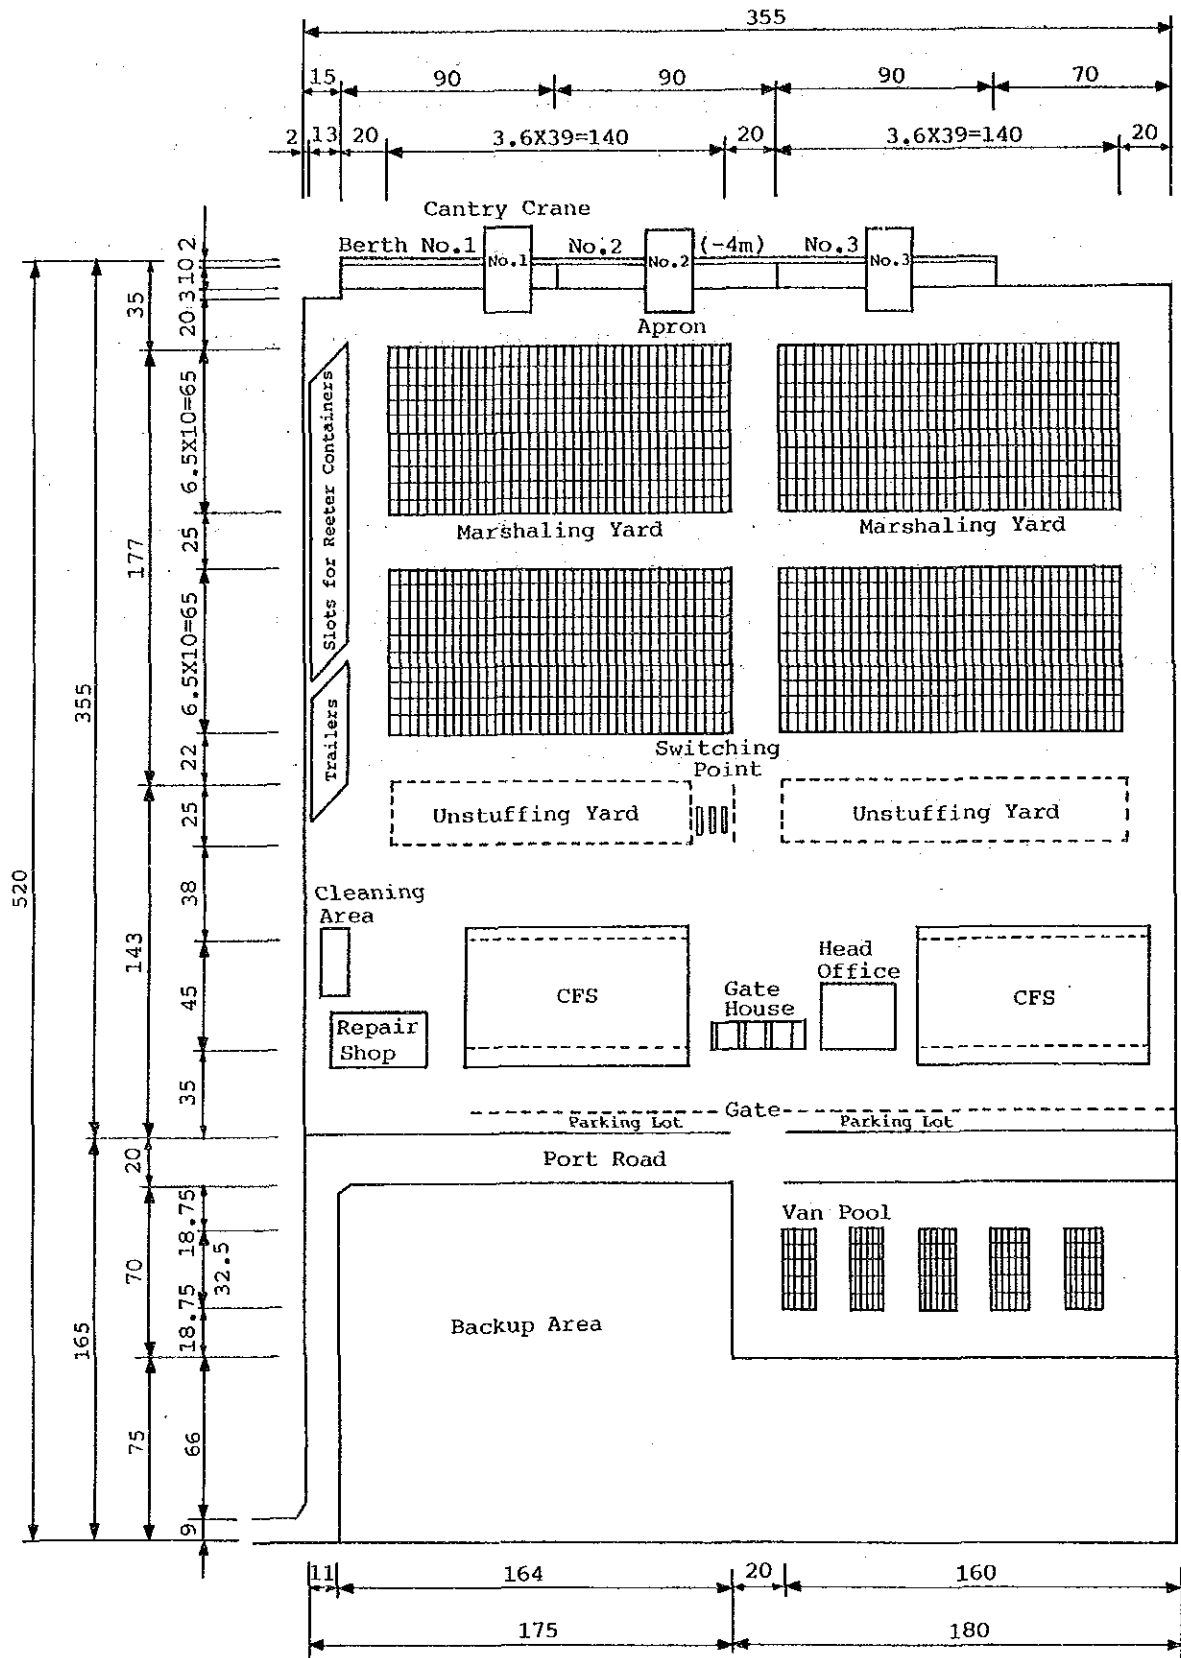 355
15
90
90
90
70
2
13
20
3.6X39=140
20
3.6X39=140
20
Cantry Crane
Berth No.1
No.2
(-4m)
No.3
No.1
No.2
No.3
Apron
2
10
3
20
35
6.5X10=65
25
177
6.5X10=65
22
355
520
25
38
143
45
35
20
18.75
32.5
70
18.75
165
66
75
9
Slots for Reeter Containers
Trailers
Marshaling Yard
Marshaling Yard
Switching
Point
Unstuffing Yard
Unstuffing Yard
Cleaning
Area
Repair
Shop
CFS
Gate
House
Head
Office
CFS
Gate
Parking Lot
Parking Lot
Port Road
Van Pool
Backup Area
11
164
20
160
175
180